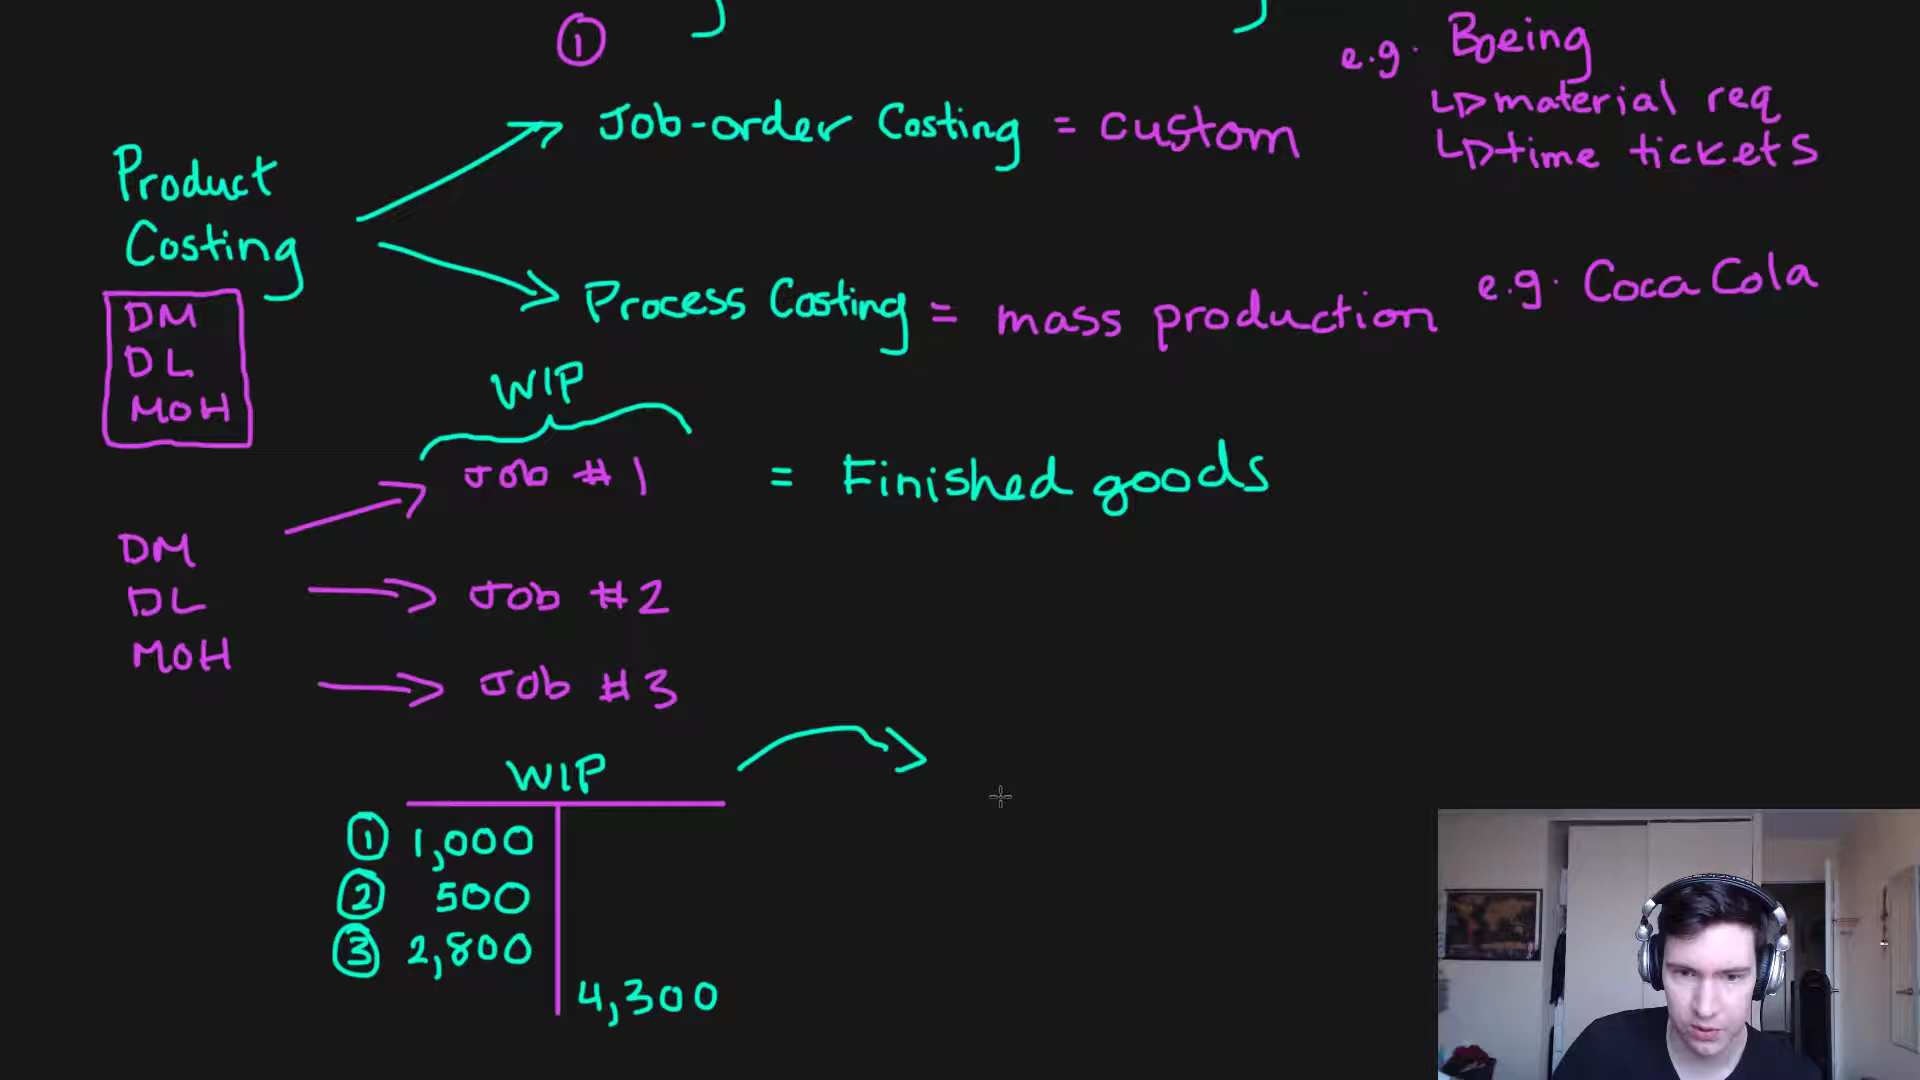 ①
e.g. Boeing
Job-order Costing = custom
material req
time tickets
Product
Costing
Process Costing = mass production e.g. Coca Cola
DM
DL
MOH
WIP
Job #1 = Finished goods
DM
DL
MOH
Job #2
Job #3
WIP
① 1,000
② 500
③ 2,800
4,300